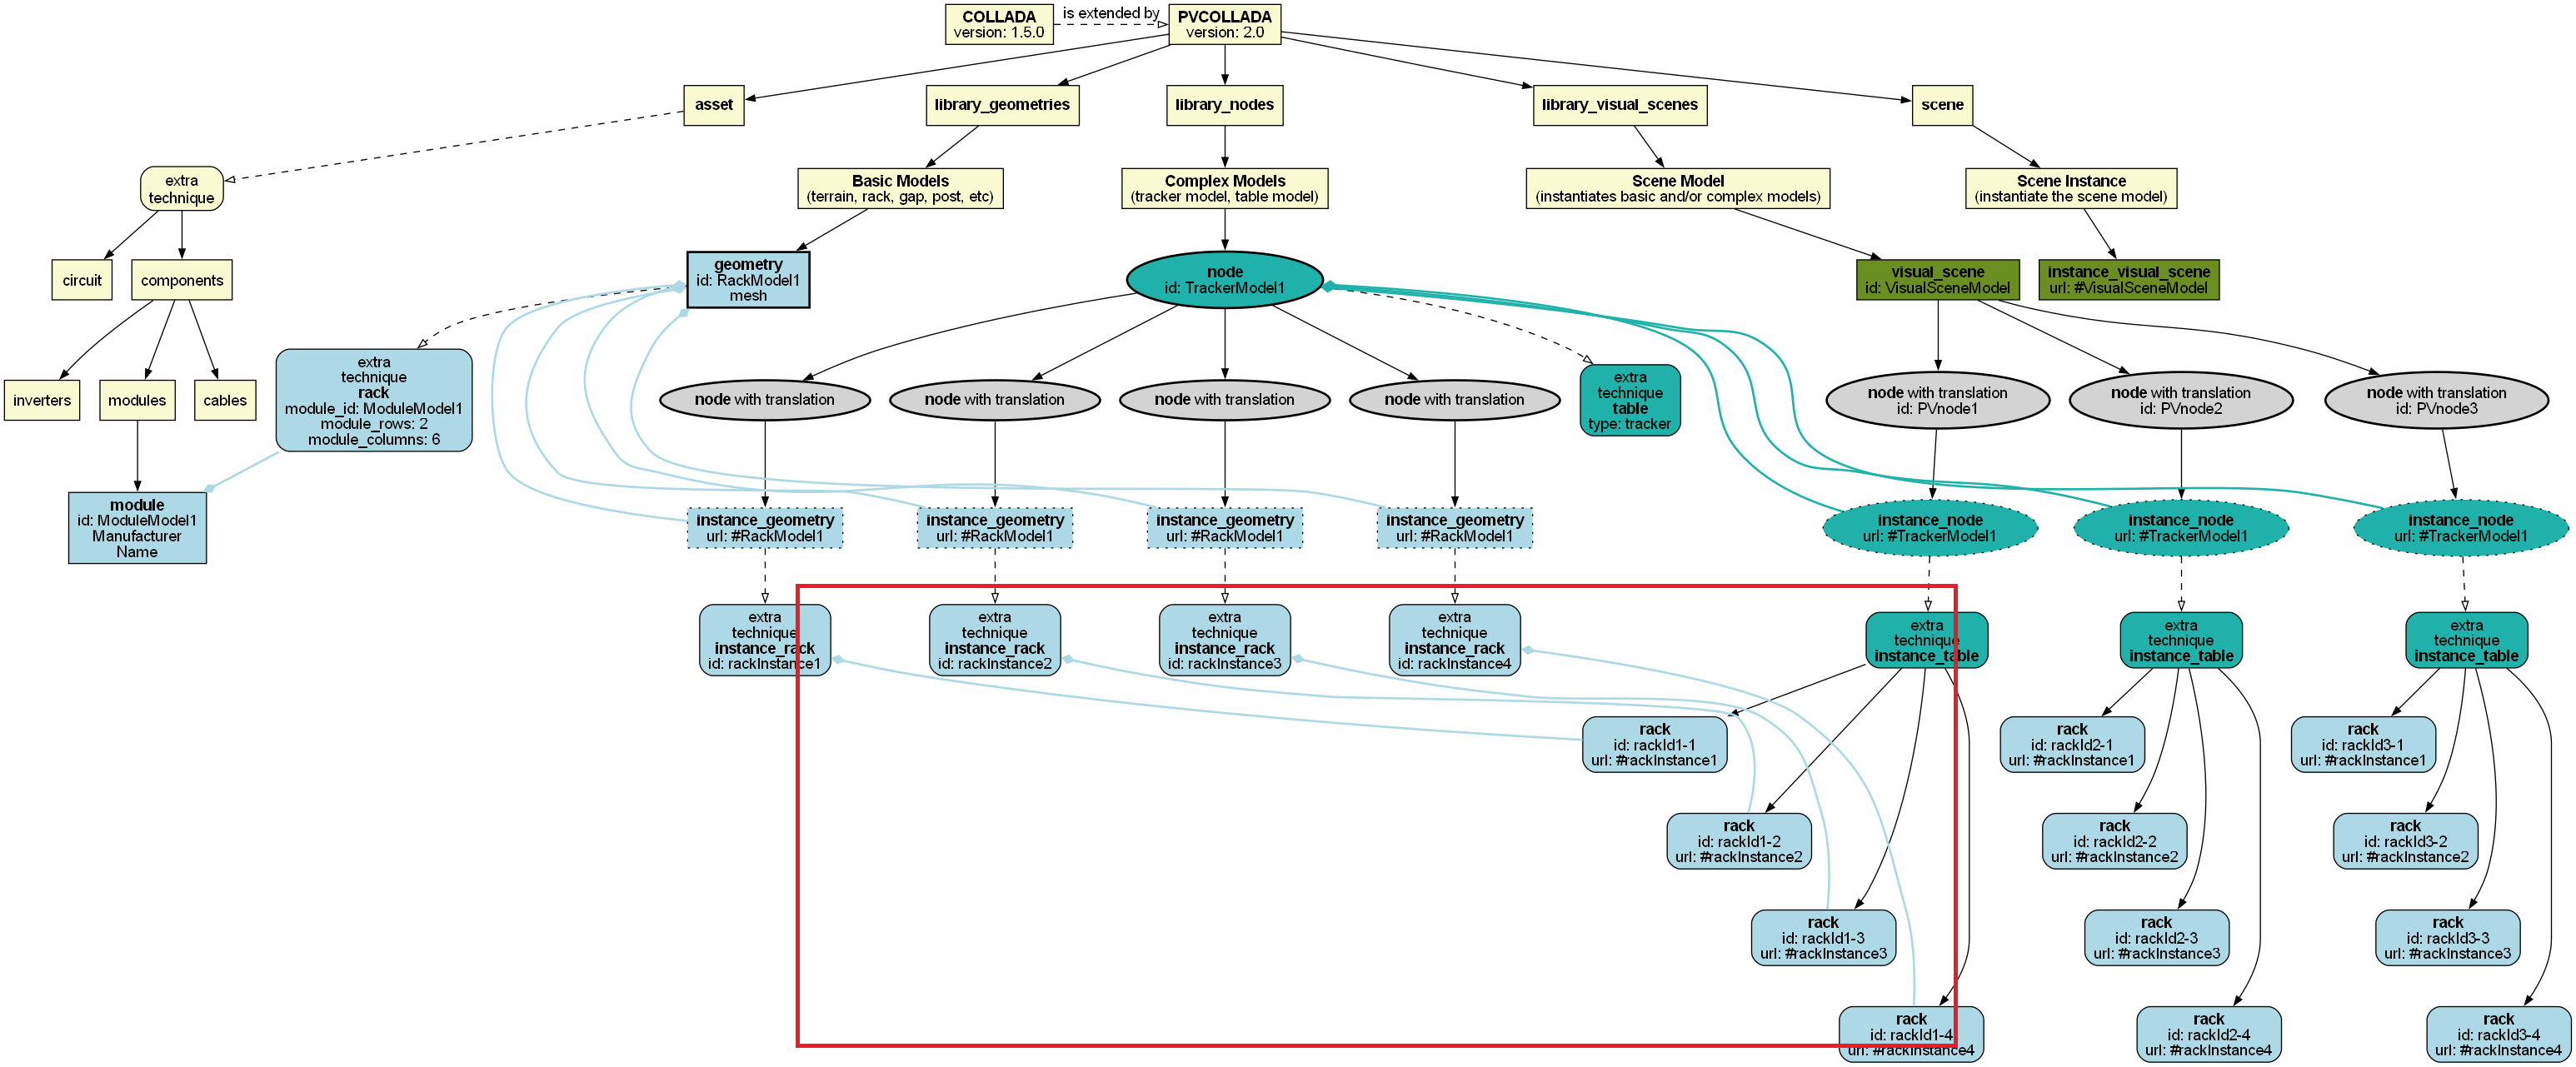 COLLADA
version: 1.5.0
is extended by
PVCOLLADA
version: 2.0
asset
library_geometries
library_nodes
library_visual_scenes
scene
extra
technique
Basic Models
(terrain, rack, gap, post, etc)
Complex Models
(tracker model, table model)
Scene Model
(instantiates basic and/or complex models)
Scene Instance
(instantiate the scene model)
circuit
components
geometry
id: RackModel1
mesh
node
id: TrackerModel1
visual_scene
id: VisualSceneModel
instance_visual_scene
url: #VisualSceneModel
inverters
modules
cables
extra
technique
rack
module_id: ModuleModel1
module_rows: 2
module_columns: 6
node with translation
node with translation
node with translation
node with translation
extra
technique
table
type: tracker
node with translation
id: PVnode1
node with translation
id: PVnode2
node with translation
id: PVnode3
module
id: ModuleModel1
Manufacturer
Name
instance_geometry
url: #RackModel1
instance_geometry
url: #RackModel1
instance_geometry
url: #RackModel1
instance_geometry
url: #RackModel1
instance_node
url: #TrackerModel1
instance_node
url: #TrackerModel1
instance_node
url: #TrackerModel1
extra
technique
instance_rack
id: rackInstance1
extra
technique
instance_rack
id: rackInstance2
extra
technique
instance_rack
id: rackInstance3
extra
technique
instance_rack
id: rackInstance4
extra
technique
instance_table
extra
technique
instance_table
extra
technique
instance_table
rack
id: rackId1-1
url: #rackInstance1
rack
id: rackId2-1
url: #rackInstance1
rack
id: rackId3-1
url: #rackInstance1
rack
id: rackId1-2
url: #rackInstance2
rack
id: rackId2-2
url: #rackInstance2
rack
id: rackId3-2
url: #rackInstance2
rack
id: rackId1-3
url: #rackInstance3
rack
id: rackId2-3
url: #rackInstance3
rack
id: rackId3-3
url: #rackInstance3
rack
id: rackId1-4
url: #rackInstance4
rack
id: rackId2-4
url: #rackInstance4
rack
id: rackId3-4
url: #rackInstance4